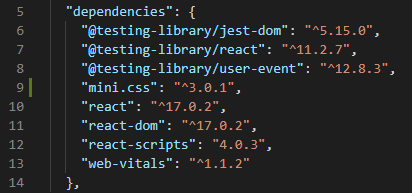 5 "dependencies": {
6 "@testing-library/jest-dom": "^5.15.0",
7 "@testing-library/react": "^11.2.7",
8 "@testing-library/user-event": "^12.8.3",
9 "mini.css": "^3.0.1",
10 "react": "^17.0.2",
11 "react-dom": "^17.0.2",
12 "react-scripts": "4.0.3",
13 "web-vitals": "^1.1.2"
14 },